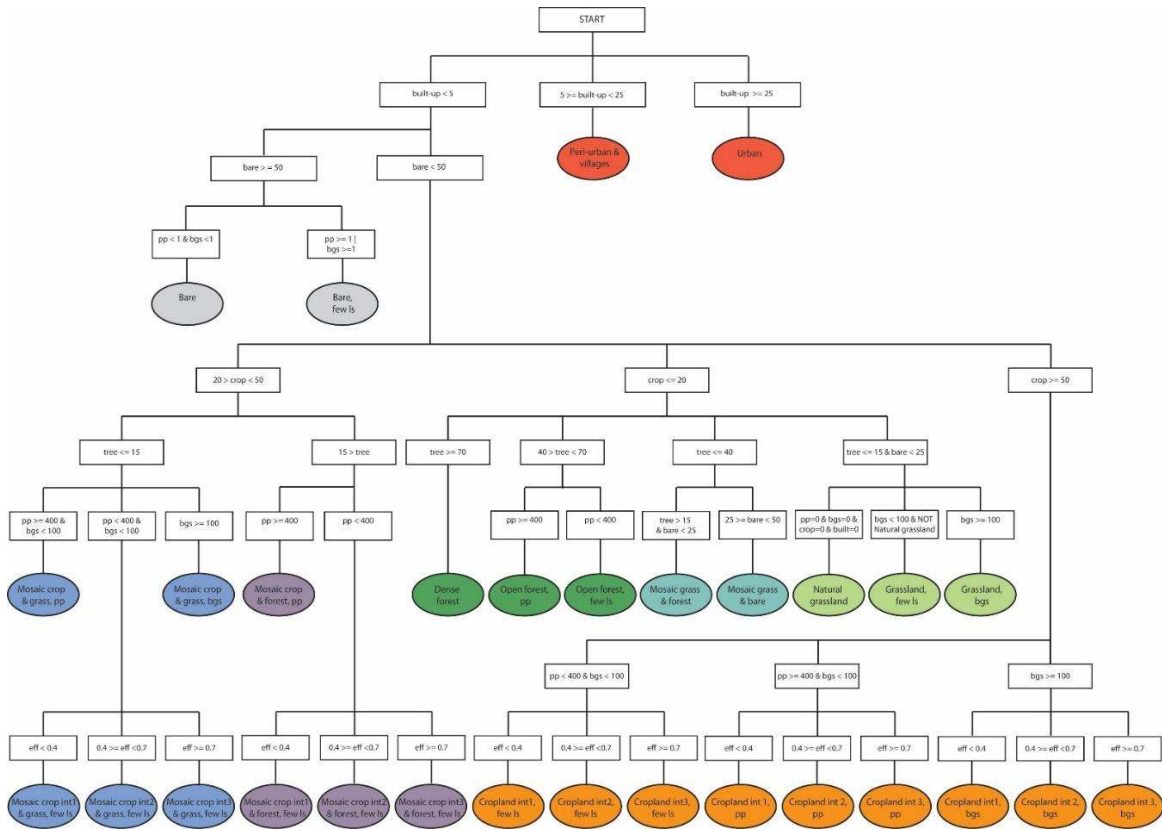 START
built-up < 5
5 >= built-up < 25
built-up >= 25
Peri-urban &
villages
Urban
bare > = 50
bare < 50
pp < 1 & bgs <1
pp >= 1 |
bgs >=1
Bare
Bare,
few ls
20 > crop < 50
crop <= 20
crop >= 50
tree <= 15
15 > tree
tree >= 70
40 > tree < 70
tree <= 40
tree <= 15 & bare < 25
pp >= 400 &
bgs < 100
pp < 400 &
bgs < 100
bgs >= 100
pp >= 400
pp < 400
pp >= 400
pp < 400
tree > 15
& bare < 25
25 >= bare < 50
pp=0 & bgs=0 &
crop=0 & built=0
bgs < 100 & NOT
Natural grassland
bgs >= 100
Mosaic crop
& grass, pp
Mosaic crop
& grass, bgs
Mosaic crop
& forest, pp
Dense
forest
Open forest,
pp
Open forest,
few ls
Mosaic grass
& forest
Mosaic grass
& bare
Natural
grassland
Grassland,
few ls
Grassland,
bgs
pp < 400 & bgs < 100
pp >= 400 & bgs < 100
bgs >= 100
eff < 0.4
0.4 >= eff <0.7
eff >= 0.7
eff < 0.4
0.4 >= eff <0.7
eff >= 0.7
eff < 0.4
0.4 >= eff <0.7
eff >= 0.7
eff < 0.4
0.4 >= eff <0.7
eff >= 0.7
eff < 0.4
0.4 >= eff <0.7
eff >= 0.7
Mosaic crop int1
& grass, few ls
Mosaic crop int2
& grass, few ls
Mosaic crop int3
& grass, few ls
Mosaic crop int1
& forest, few ls
Mosaic crop int2
& forest, few ls
Mosaic crop int3
& forest, few ls
Cropland int1,
few ls
Cropland int2,
few ls
Cropland int3,
few ls
Cropland int 1,
pp
Cropland int 2,
pp
Cropland int 3,
pp
Cropland int1,
bgs
Cropland int 2,
bgs
Cropland int 3,
bgs